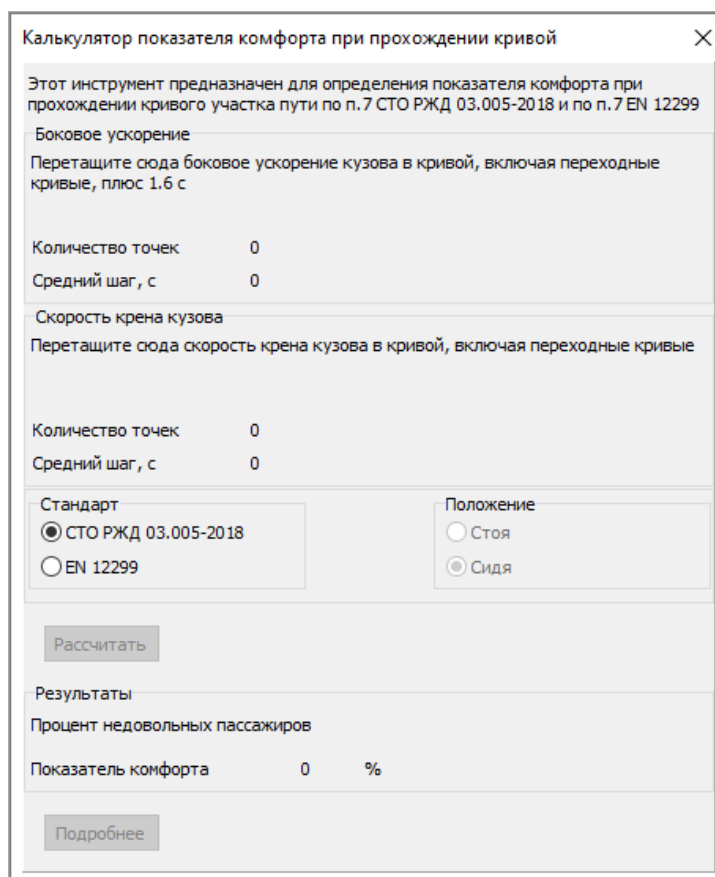 Калькулятор показателя комфорта при прохождении кривой
Этот инструмент предназначен для определения показателя комфорта при
прохождении кривого участка пути по п.7 СТО РЖД 03.005-2018 и по п.7 EN 12299
Боковое ускорение
Перетащите сюда боковое ускорение кузова в кривой, включая переходные
кривые, плюс 1.6 с
Количество точек 0
Средний шаг, с 0
Скорость крена кузова
Перетащите сюда скорость крена кузова в кривой, включая переходные кривые
Количество точек 0
Средний шаг, с 0
Стандарт Положение
СТО РЖД 03.005-2018 Стоя
EN 12299 Сидя
Рассчитать
Результаты
Процент недовольных пассажиров
Показатель комфорта 0 %
Подробнее